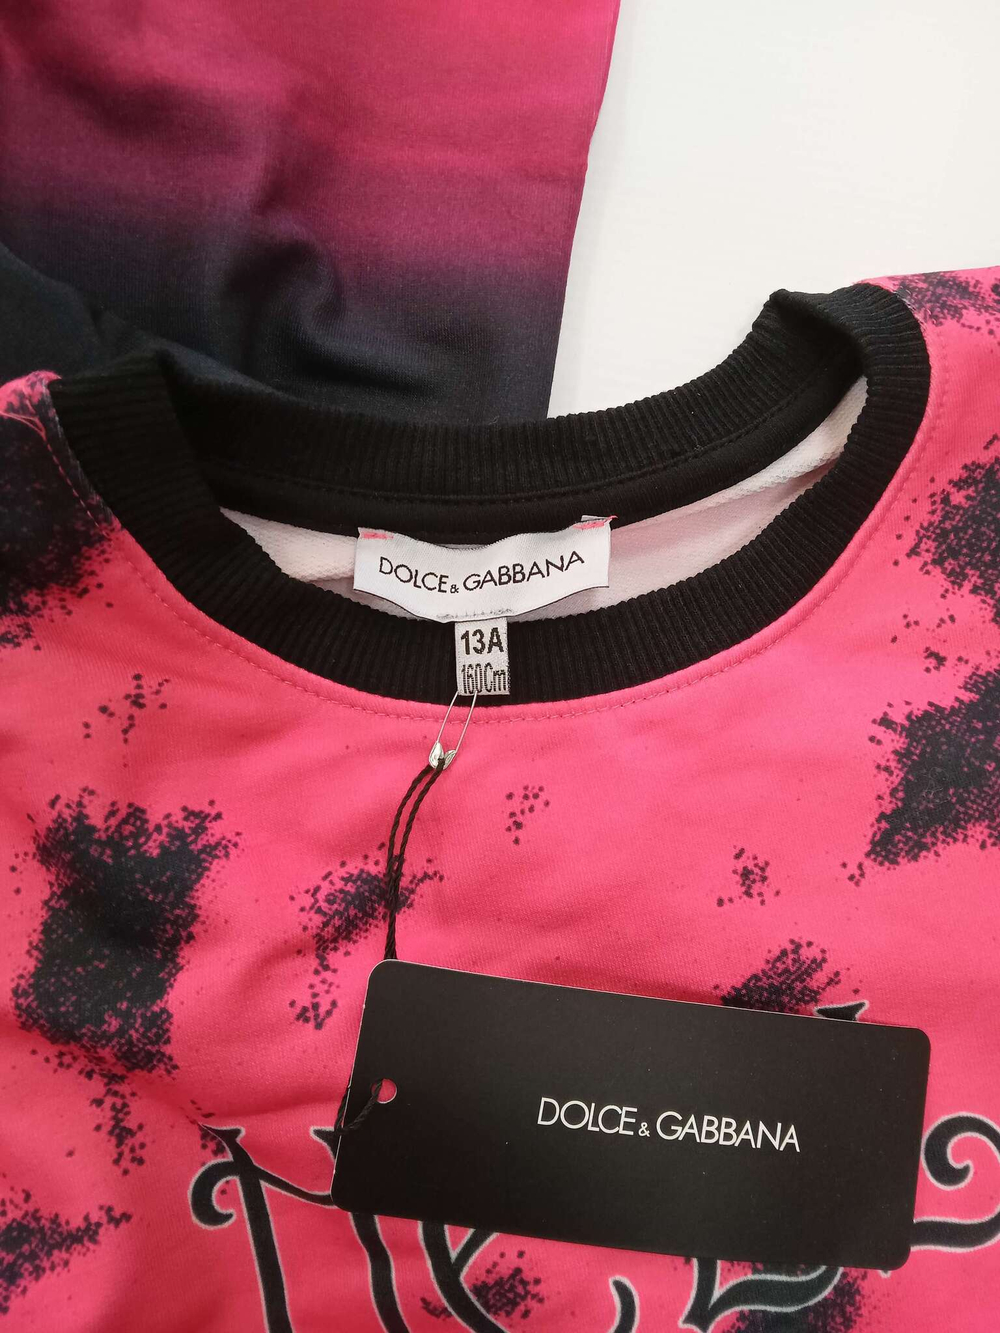 DOLCE & GABBANA
13A
160Cm
DOLCE & GABBANA